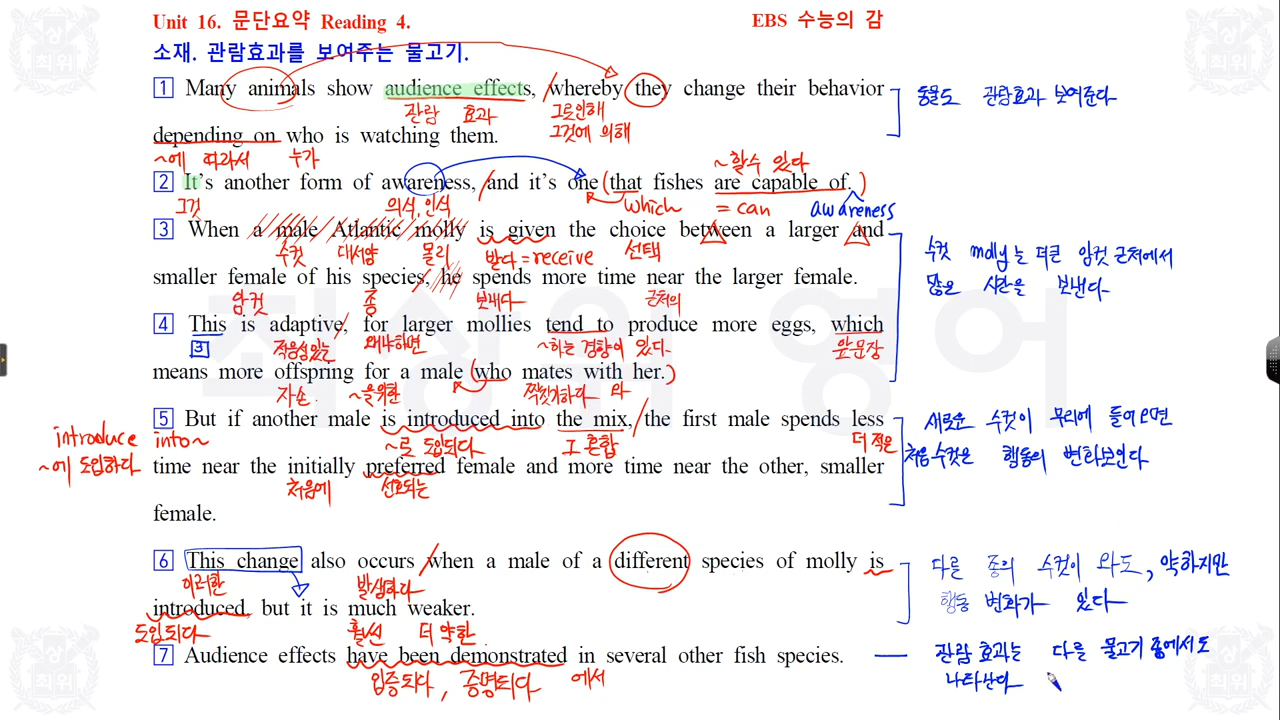 Unit 16. 문단요약 Reading 4.
EBS 수능의 감
소재. 관람효과를 보여주는 물고기.
1 Many animals show audience effects, whereby they change their behavior
동물도 관람효과 보여준다
관람 효과 그로인해
그것에 의해
depending on who is watching them.
~에 따라서 누가
~할수 있다
2 It's another form of awareness, and it's one (that fishes are capable of.)
그것 의식, 인식 which = can awareness
3 When a male Atlantic molly is given the choice between a larger and
수컷 대서양 몰리 받다=receive 선택
수컷 molly는 더큰 암컷 근처에서
많은 시간을 보낸다.
smaller female of his species, he spends more time near the larger female.
암컷 종 보낸다 근처의
4 This is adaptive, for larger mollies tend to produce more eggs, which
3 적응성있는 왜냐하면 ~하는 경향이 있다. 앞문장
means more offspring for a male (who mates with her.)
자손. ~을위한 짝짓기하다 와
5 But if another male is introduced into the mix, the first male spends less
introduce into~
~에 도입하다
~로 도입되다 그 혼합 더 적은
새로운 수컷이 무리에 들어오면
처음수컷은 행동의 변화보인다
time near the initially preferred female and more time near the other, smaller
처음에 선호되는
female.
6 This change also occurs when a male of a different species of molly is
이러한 발생하다
다른 종의 수컷이 와도, 약하지만
행동 변화가 있다
introduced, but it is much weaker.
도입되다 훨씬 더 약한
7 Audience effects have been demonstrated in several other fish species.
입증되다, 증명되다 에서
관람 효과는 다른 물고기 종에서도
나타난다
최상위 영어
상
최위